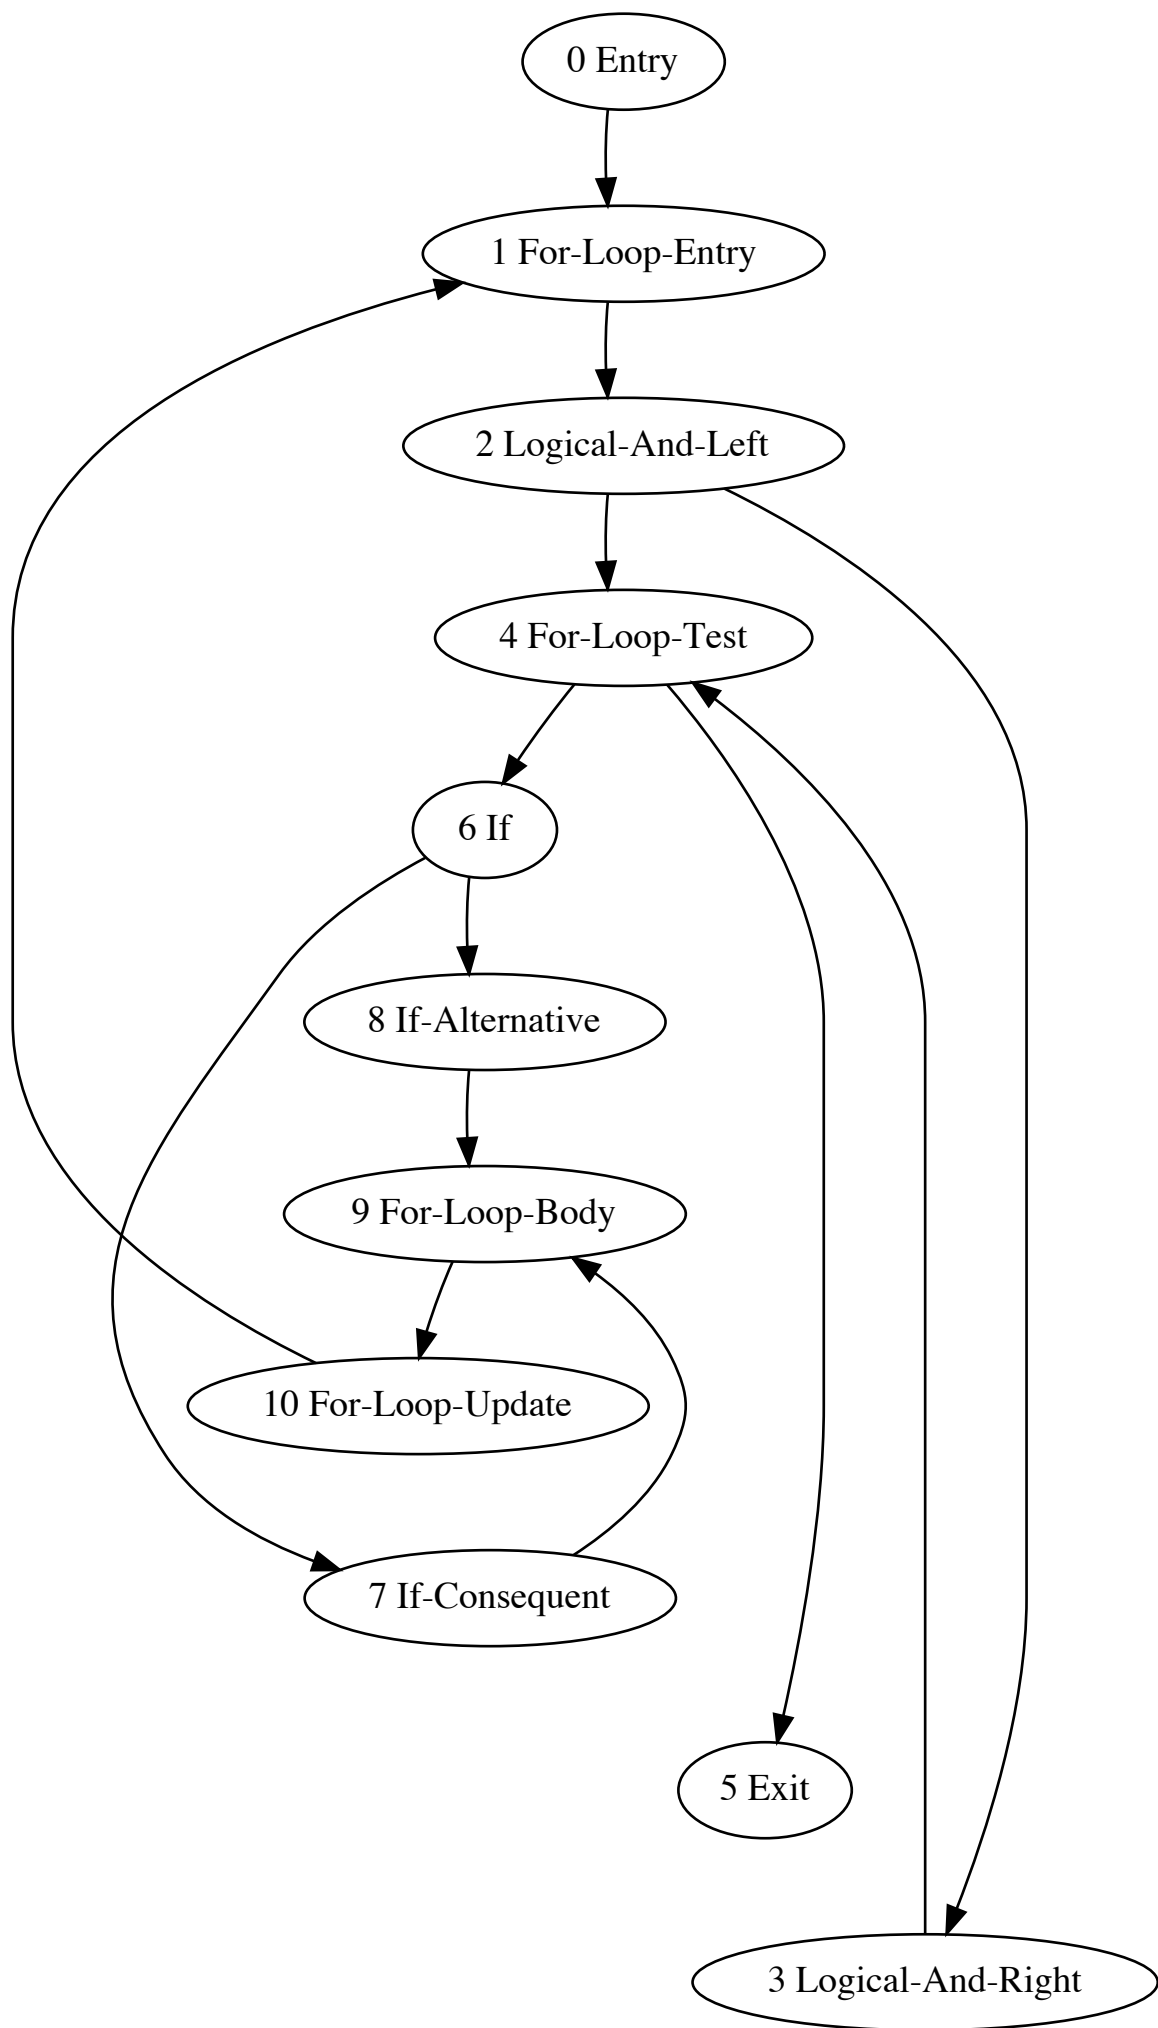 0 Entry
1 For-Loop-Entry
2 Logical-And-Left
4 For-Loop-Test
6 If
8 If-Alternative
9 For-Loop-Body
10 For-Loop-Update
7 If-Consequent
5 Exit
3 Logical-And-Right